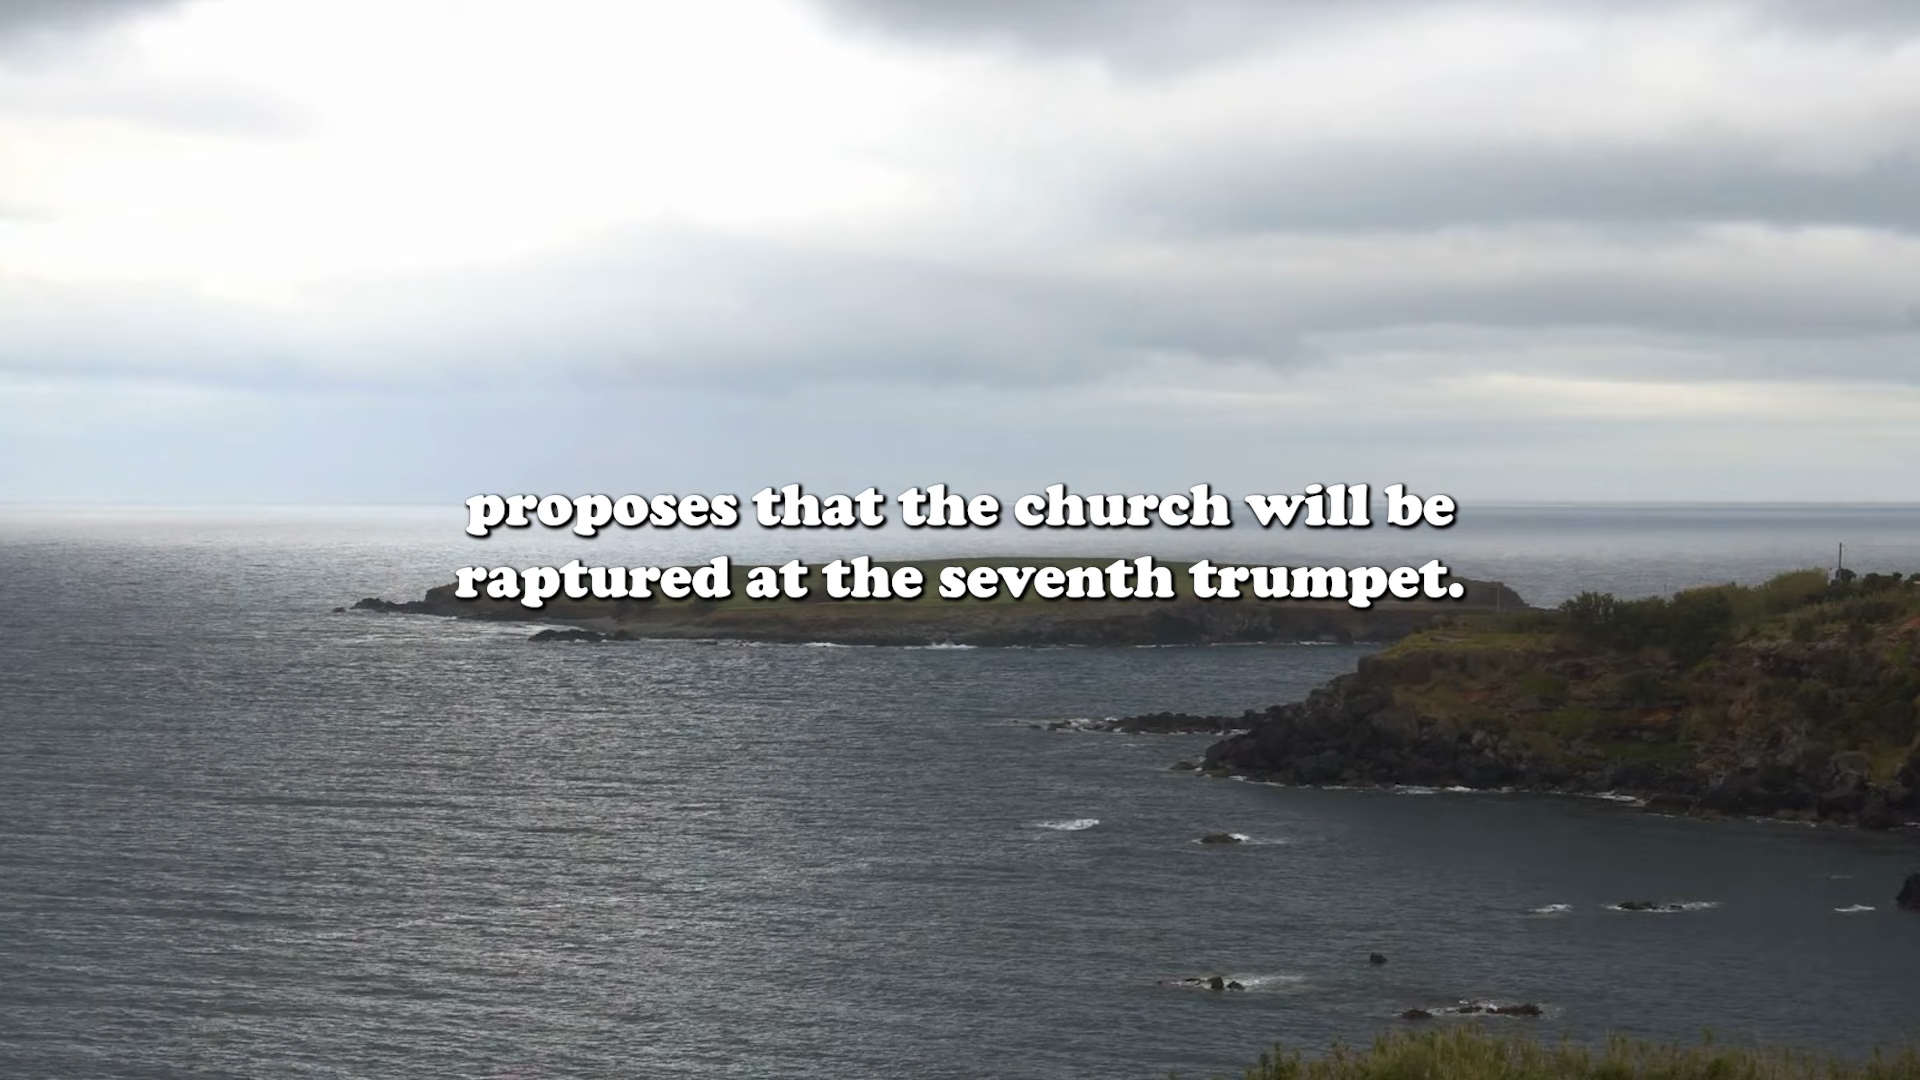 proposes that the church will be
raptured at the seventh trumpet.